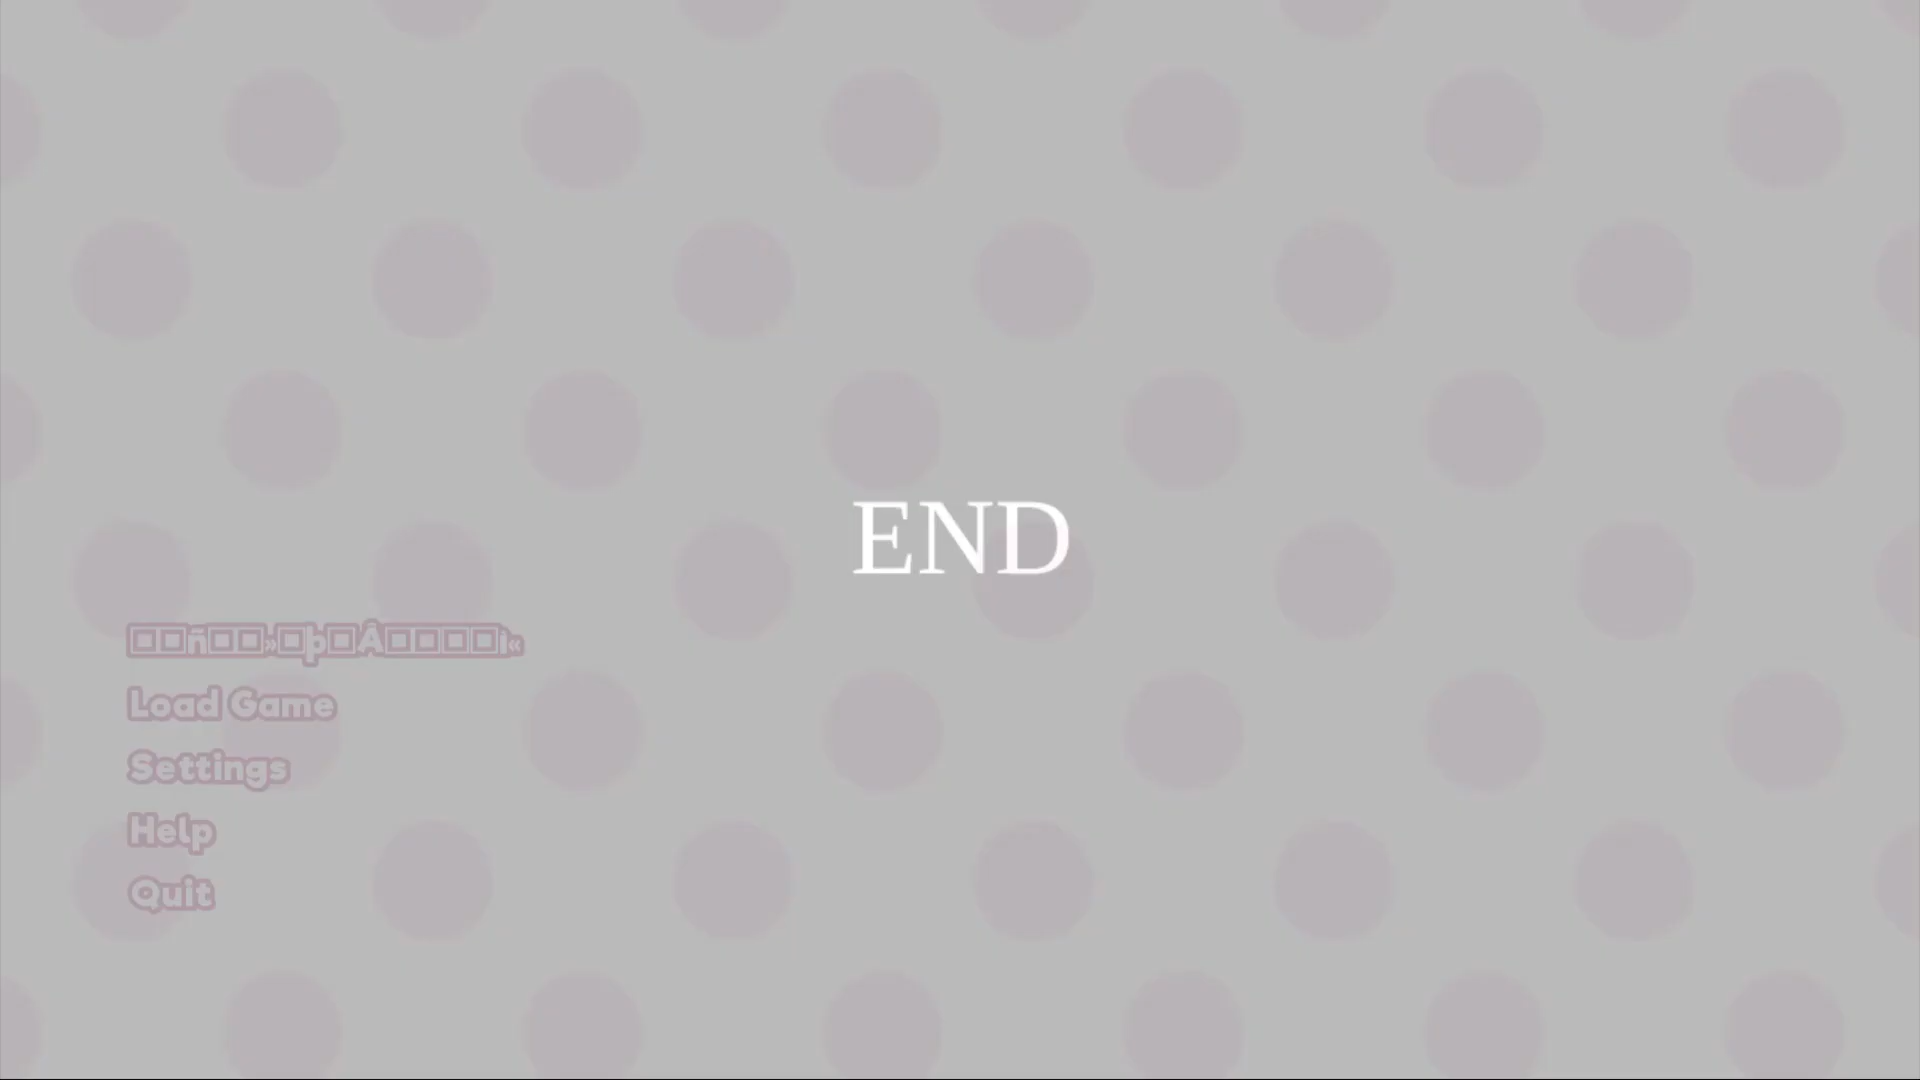 END
□□ñ□□»□þ□Â□□□□i«
Load Game
Settings
Help
Quit